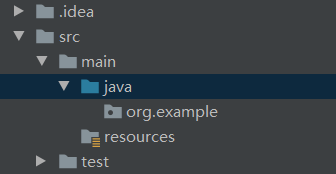 .idea
src
main
java
org.example
resources
test